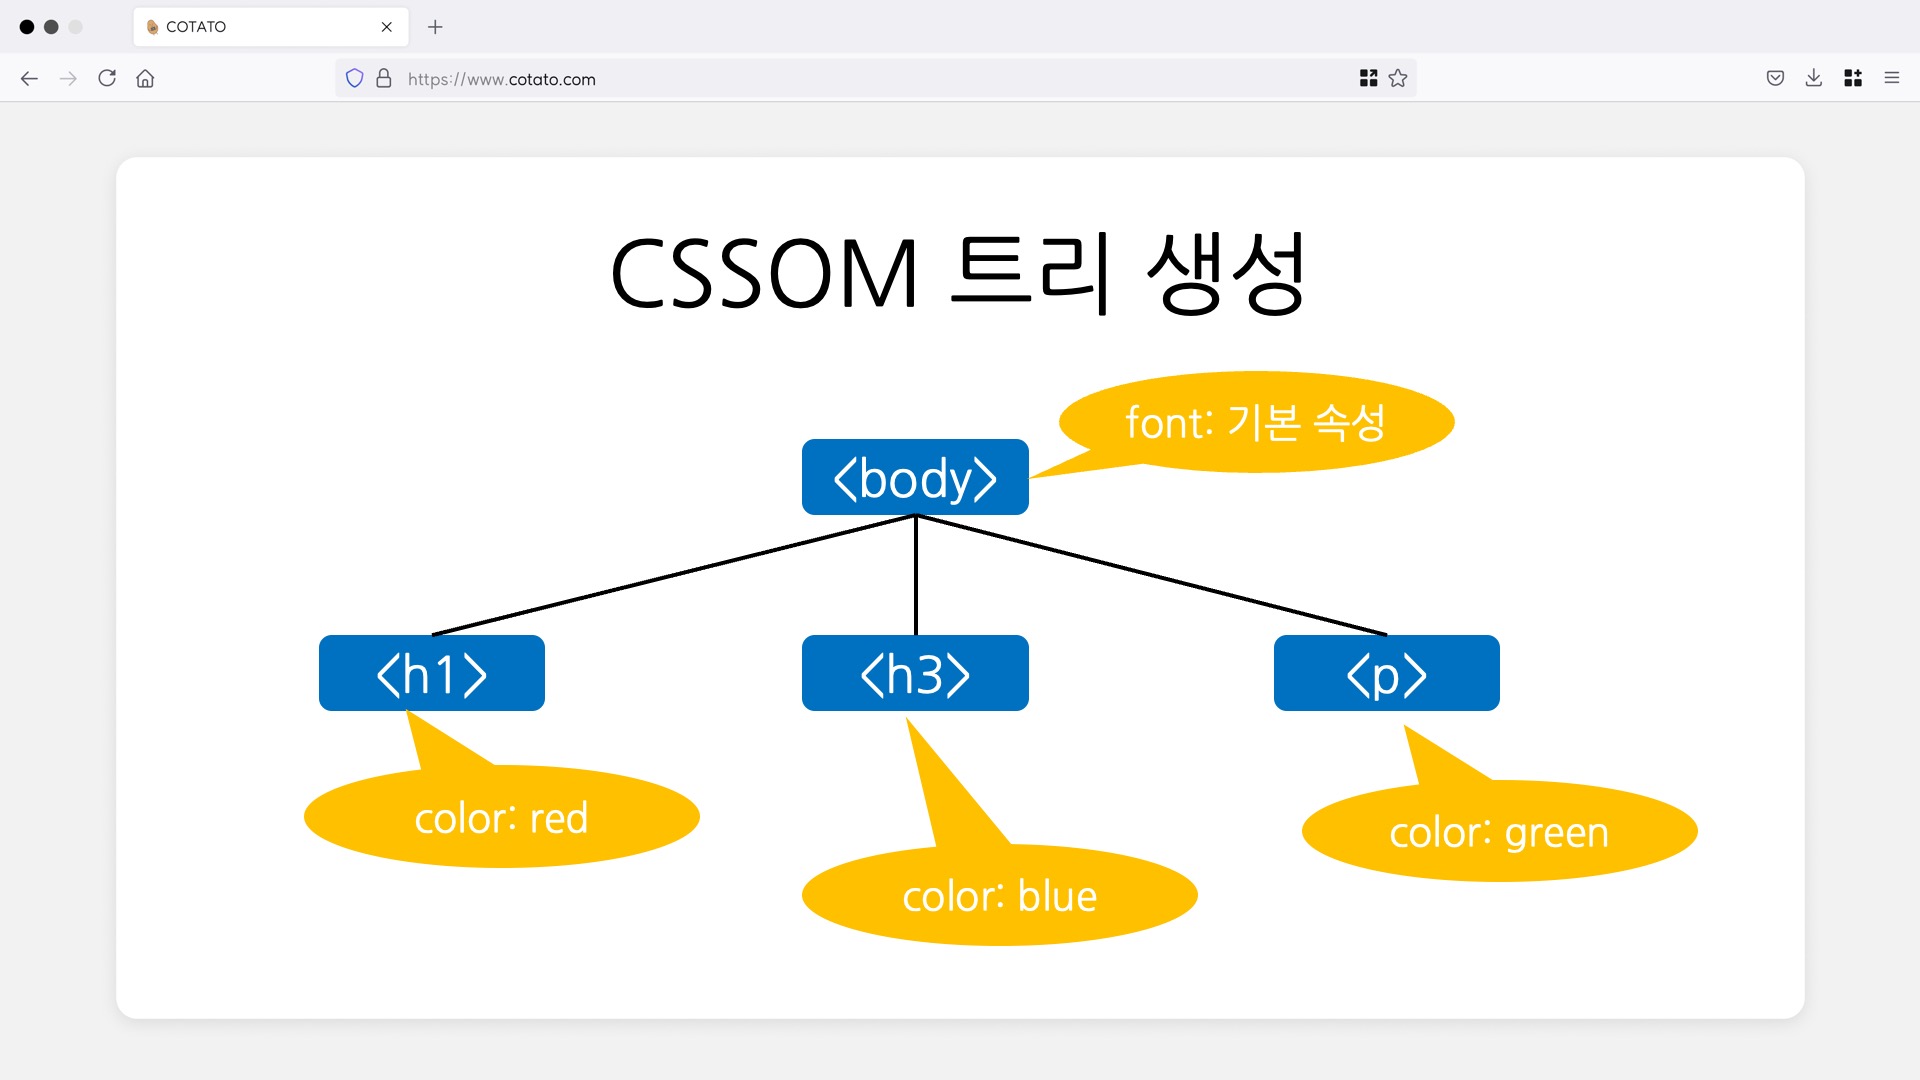 COTATO
https://www.cotato.com
CSSOM 트리 생성
font: 기본 속성
<body>
<h1>
<h3>
<p>
color: red
color: green
color: blue